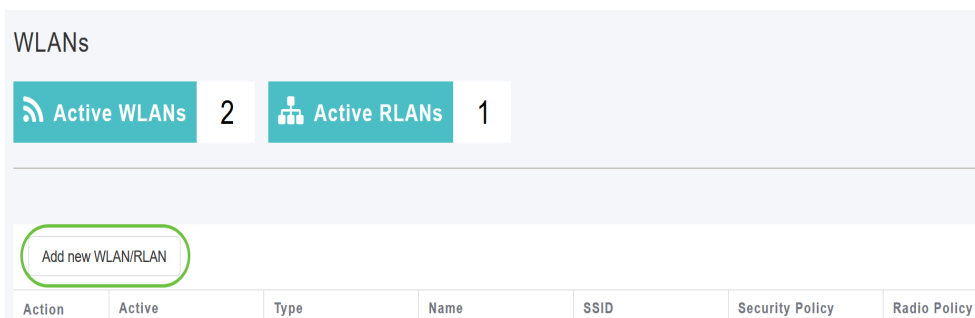 WLANs
Active WLANs 2 Active RLANs 1
Add new WLAN/RLAN
Action Active Type Name SSID Security Policy Radio Policy